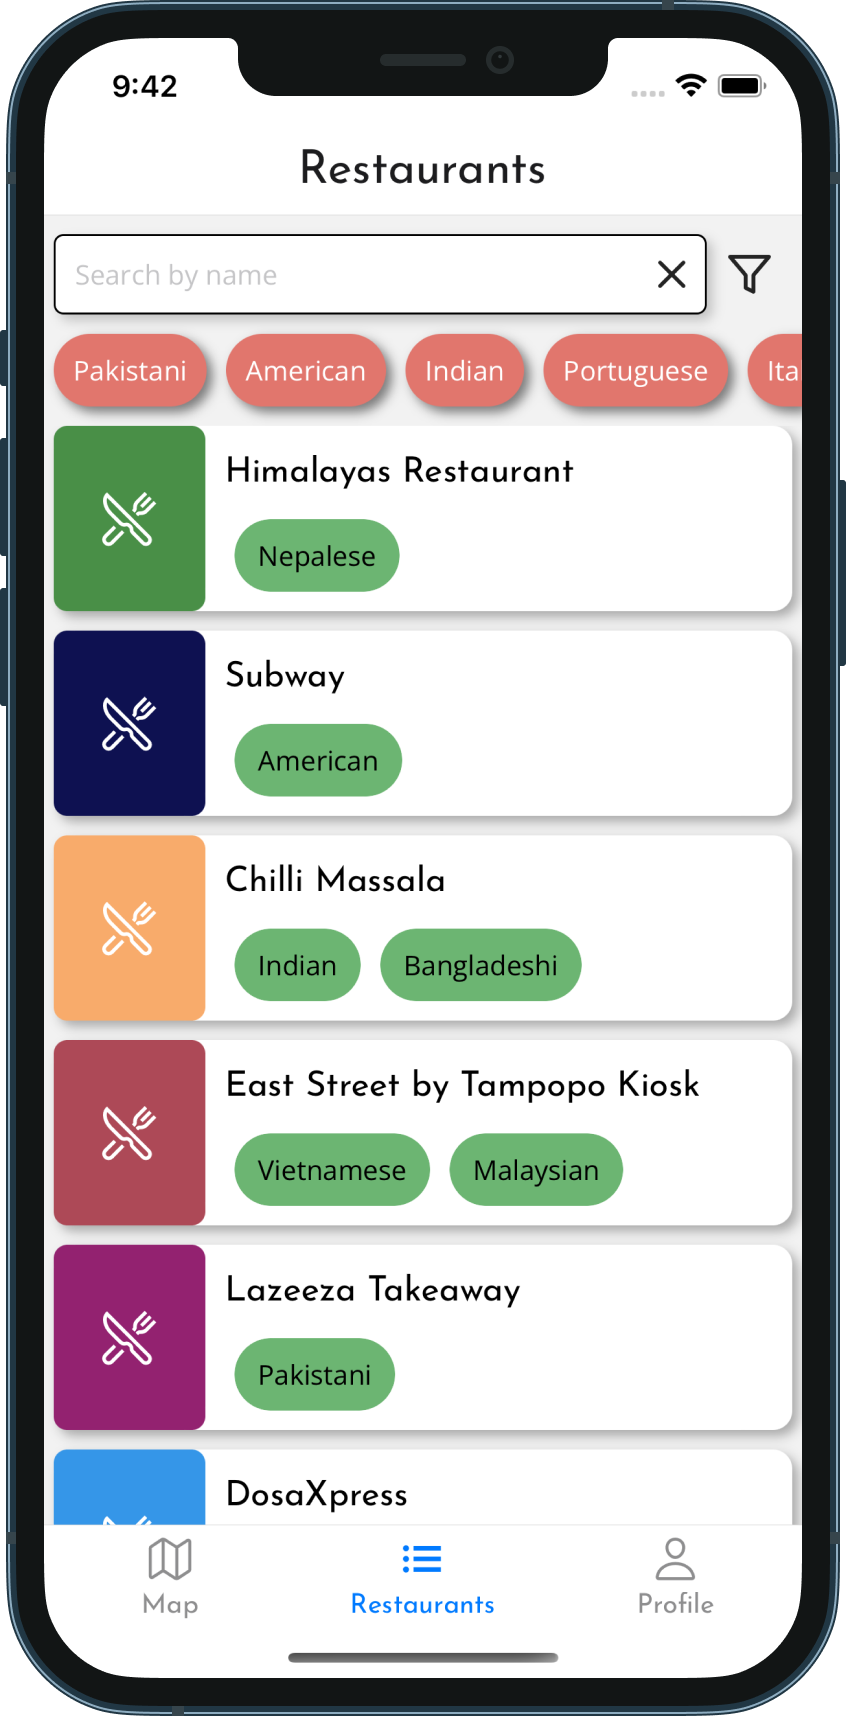 9:42
Restaurants
Search by name
Pakistani American Indian Portuguese Ita
Himalayas Restaurant
Nepalese
Subway
American
Chilli Massala
Indian Bangladeshi
East Street by Tampopo Kiosk
Vietnamese Malaysian
Lazeeza Takeaway
Pakistani
DosaXpress
Map Restaurants Profile